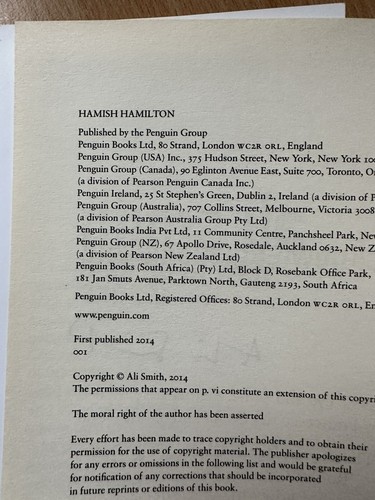 HAMISH HAMILTON
Published by the Penguin Group
Penguin Books Ltd, 80 Strand, London WC2R 0RL, England
Penguin Group (USA) Inc., 375 Hudson Street, New York, New York
Penguin Group (Canada), 90 Eglinton Avenue East, Suite 700, Toronto,
(a division of Pearson Penguin Canada Inc.)
Penguin Ireland, 25 St Stephen's Green, Dublin 2, Ireland (a division of
Penguin Group (Australia), 707 Collins Street, Melbourne, Victoria 3008
(a division of Pearson Australia Group Pty Ltd)
Penguin Books India Pvt Ltd, 11 Community Centre, Panchsheel Park,
Penguin Group (NZ), 67 Apollo Drive, Rosedale, Auckland 0632,
(a division of Pearson New Zealand Ltd)
Penguin Books (South Africa) (Pty) Ltd, Block D, Rosebank Office Park,
181 Jan Smuts Avenue, Parktown North, Gauteng 2193, South Africa
Penguin Books Ltd, Registered Offices: 80 Strand, London WC2R 0RL,
www.penguin.com
First published 2014
001
Copyright © Ali Smith, 2014
The permissions that appear on p. vi constitute an extension of this
The moral right of the author has been asserted
Every effort has been made to trace copyright holders and to obtain their
permission for the use of copyright material. The publisher apologizes
for any errors or omissions in the following list and would be grateful
for notification of any corrections that should be incorporated
in future reprints or editions of this book.